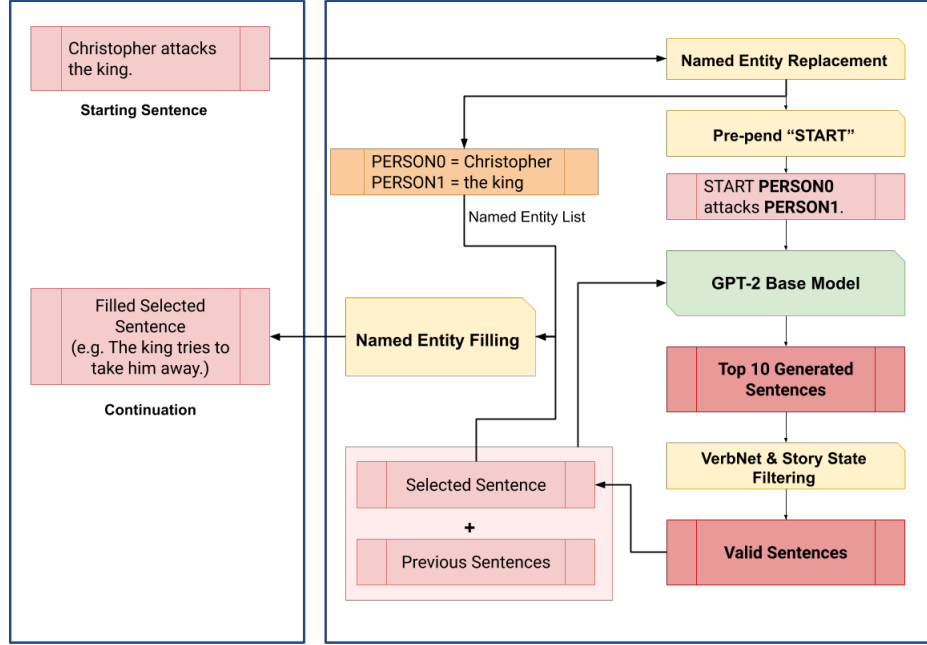 Christopher attacks
the king.
Starting Sentence
Named Entity Replacement
Pre-pend “START”
PERSON0 = Christopher
PERSON1 = the king
Named Entity List
START PERSON0
attacks PERSON1.
GPT-2 Base Model
Filled Selected
Sentence
(e.g. The king tries to
take him away.)
Continuation
Named Entity Filling
Top 10 Generated
Sentences
VerbNet & Story State
Filtering
Selected Sentence
+
Previous Sentences
Valid Sentences